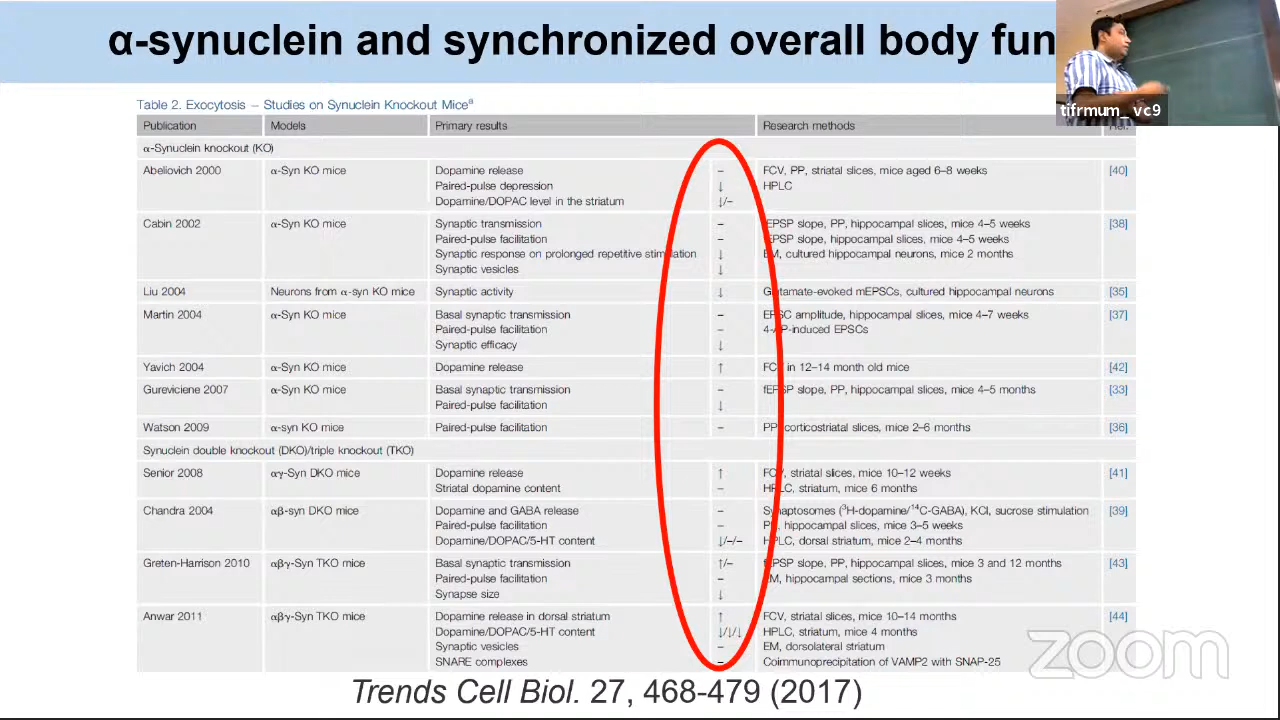 α-synuclein and synchronized overall body fun
tifrmum_vc9
Table 2. Exocytosis – Studies on Synuclein Knockout Miceᵃ
Publication Models Primary results Research methods Ref.
α-Synuclein knockout (KO)
Abeliovich 2000 α-Syn KO mice Dopamine release – FCV, PP, striatal slices, mice aged 6–8 weeks [40]
Paired-pulse depression ↓ HPLC
Dopamine/DOPAC level in the striatum ↓/–
Cabin 2002 α-Syn KO mice Synaptic transmission – fEPSP slope, PP, hippocampal slices, mice 4–5 weeks [38]
Paired-pulse facilitation – fEPSP slope, hippocampal slices, mice 4–5 weeks
Synaptic response on prolonged repetitive stimulation ↓ EM, cultured hippocampal neurons, mice 2 months
Synaptic vesicles ↓
Liu 2004 Neurons from α-syn KO mice Synaptic activity ↓ Glutamate-evoked mEPSCs, cultured hippocampal neurons [35]
Martin 2004 α-Syn KO mice Basal synaptic transmission – EPSC amplitude, hippocampal slices, mice 4–7 weeks [37]
Paired-pulse facilitation – 4-AP-induced EPSCs
Synaptic efficacy ↓
Yavich 2004 α-Syn KO mice Dopamine release ↑ FCV in 12–14 month old mice [42]
Gureviciene 2007 α-Syn KO mice Basal synaptic transmission – fEPSP slope, PP, hippocampal slices, mice 4–5 months [33]
Paired-pulse facilitation ↓
Watson 2009 α-syn KO mice Paired-pulse facilitation – PP, corticostriatal slices, mice 2–6 months [36]
Synuclein double knockout (DKO)/triple knockout (TKO)
Senior 2008 αγ-Syn DKO mice Dopamine release ↑ FCV, striatal slices, mice 10–12 weeks [41]
Striatal dopamine content – HPLC, striatum, mice 6 months
Chandra 2004 αβ-syn DKO mice Dopamine and GABA release – Synaptosomes (³H-dopamine/¹⁴C-GABA), KCl, sucrose stimulation [39]
Paired-pulse facilitation – PP, hippocampal slices, mice 3–5 weeks
Dopamine/DOPAC/5-HT content ↓/–/– HPLC, dorsal striatum, mice 2–4 months
Greten-Harrison 2010 αβγ-Syn TKO mice Basal synaptic transmission ↑/– fEPSP slope, PP, hippocampal slices, mice 3 and 12 months [43]
Paired-pulse facilitation – EM, hippocampal sections, mice 3 months
Synapse size ↓
Anwar 2011 αβγ-Syn TKO mice Dopamine release in dorsal striatum ↑ FCV, striatal slices, mice 10–14 months [44]
Dopamine/DOPAC/5-HT content ↓/↓/↓ HPLC, striatum, mice 4 months
Synaptic vesicles – EM, dorsolateral striatum
SNARE complexes – Coimmunoprecipitation of VAMP2 with SNAP-25
zoom
Trends Cell Biol. 27, 468-479 (2017)